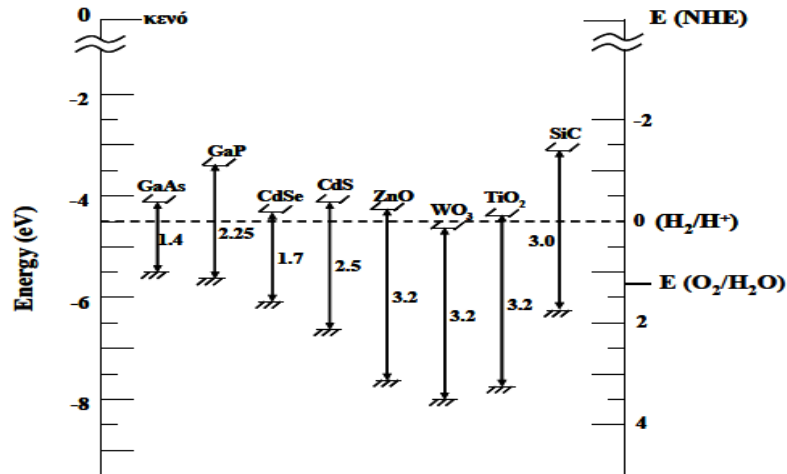 0 κενό E (NHE)
-2
-2
SiC
GaP
GaAs
CdSe CdS ZnO WO₃ TiO₂
-4
0 (H₂/H⁺)
1.4 2.25 1.7 2.5 3.2 3.2 3.2 3.0
Energy (eV)
E (O₂/H₂O)
-6
2
-8
4